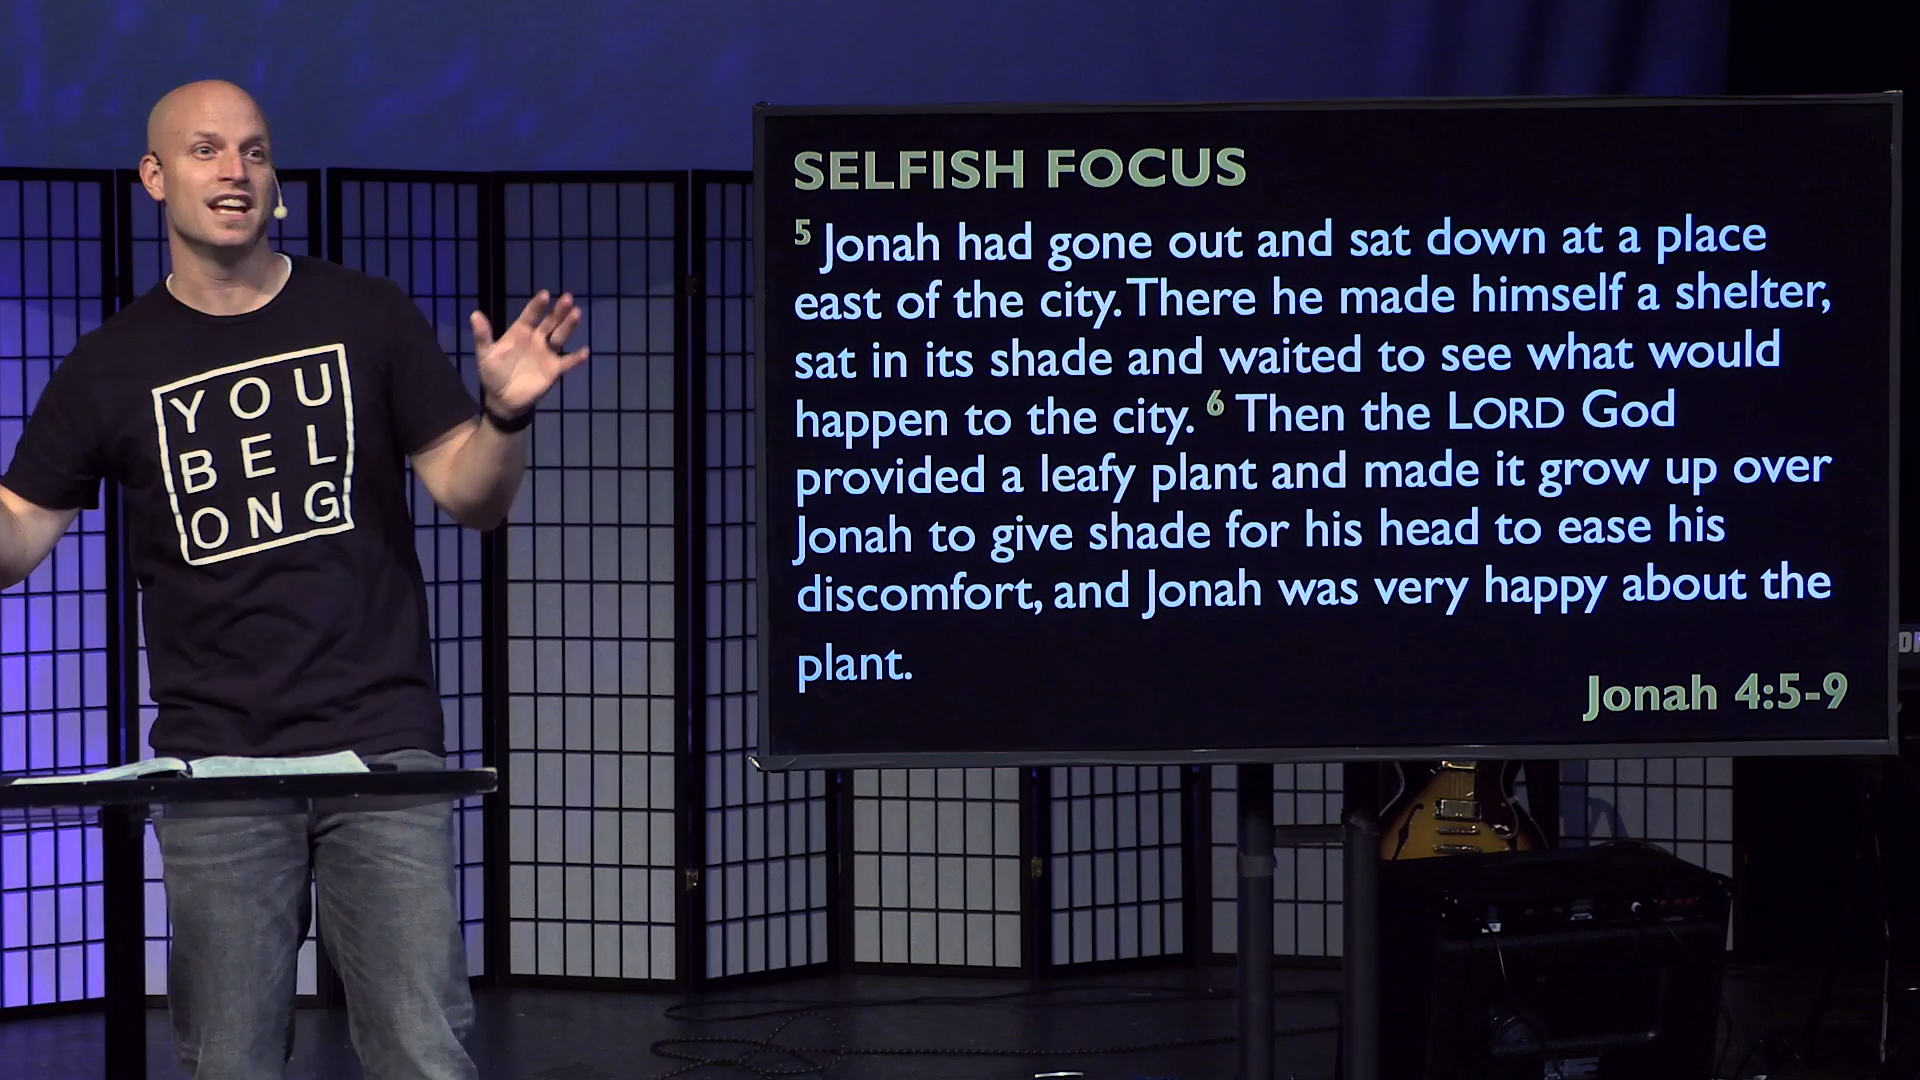 YOU
BEL
ONG
SELFISH FOCUS
5 Jonah had gone out and sat down at a place
east of the city. There he made himself a shelter,
sat in its shade and waited to see what would
happen to the city. 6 Then the LORD God
provided a leafy plant and made it grow up over
Jonah to give shade for his head to ease his
discomfort, and Jonah was very happy about the
plant.
Jonah 4:5-9